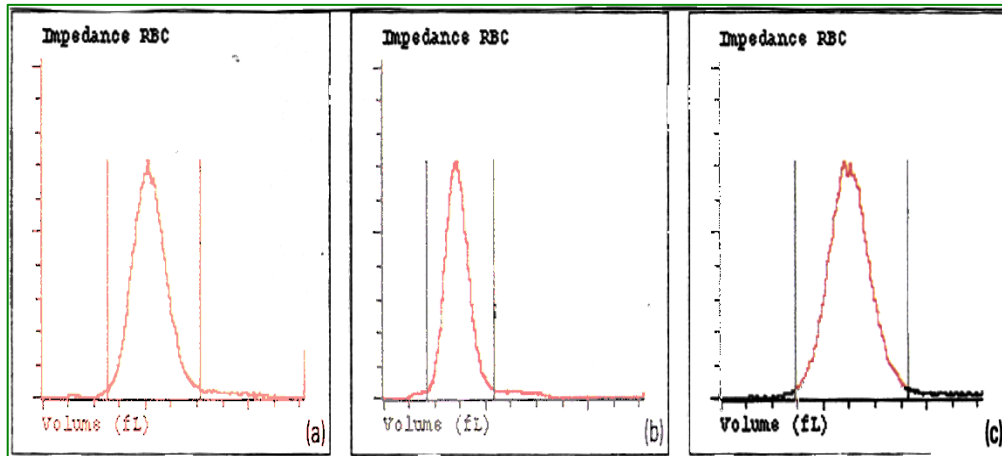 Impedance RBC
Volume (fL)
(a)
Impedance RBC
Volume (fL)
(b)
Impedance RBC
Volume (fL)
(c)